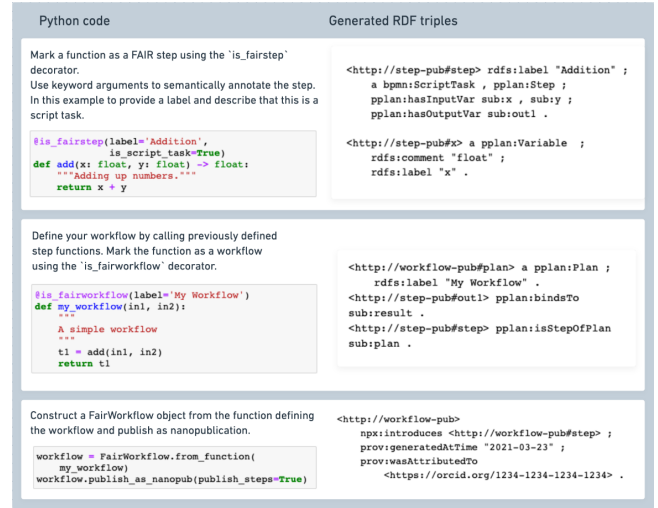 Python code
Generated RDF triples
Mark a function as a FAIR step using the `is_fairstep`
decorator.
Use keyword arguments to semantically annotate the step.
In this example to provide a label and describe that this is a
script task.
@is_fairstep(label='Addition',
is_script_task=True)
def add(x: float, y: float) -> float:
"""Adding up numbers."""
return x + y
<http://step-pub#step> rdfs:label "Addition" ;
a bpmn:ScriptTask , pplan:Step ;
pplan:hasInputVar sub:x , sub:y ;
pplan:hasOutputVar sub:out1 .
<http://step-pub#x> a pplan:Variable ;
rdfs:comment "float" ;
rdfs:label "x" .
Define your workflow by calling previously defined
step functions. Mark the function as a workflow
using the `is_fairworkflow` decorator.
@is_fairworkflow(label='My Workflow')
def my_workflow(in1, in2):
"""
A simple workflow
"""
t1 = add(in1, in2)
return t1
<http://workflow-pub#plan> a pplan:Plan ;
rdfs:label "My Workflow" .
<http://step-pub#out1> pplan:bindsTo
sub:result .
<http://step-pub#step> pplan:isStepOfPlan
sub:plan .
Construct a FairWorkflow object from the function defining
the workflow and publish as nanopublication.
workflow = FairWorkflow.from_function(
my_workflow)
workflow.publish_as_nanopub(publish_steps=True)
<http://workflow-pub>
npx:introduces <http://workflow-pub#step> ;
prov:generatedAtTime "2021-03-23" ;
prov:wasAttributedTo
<https://orcid.org/1234-1234-1234-1234> .